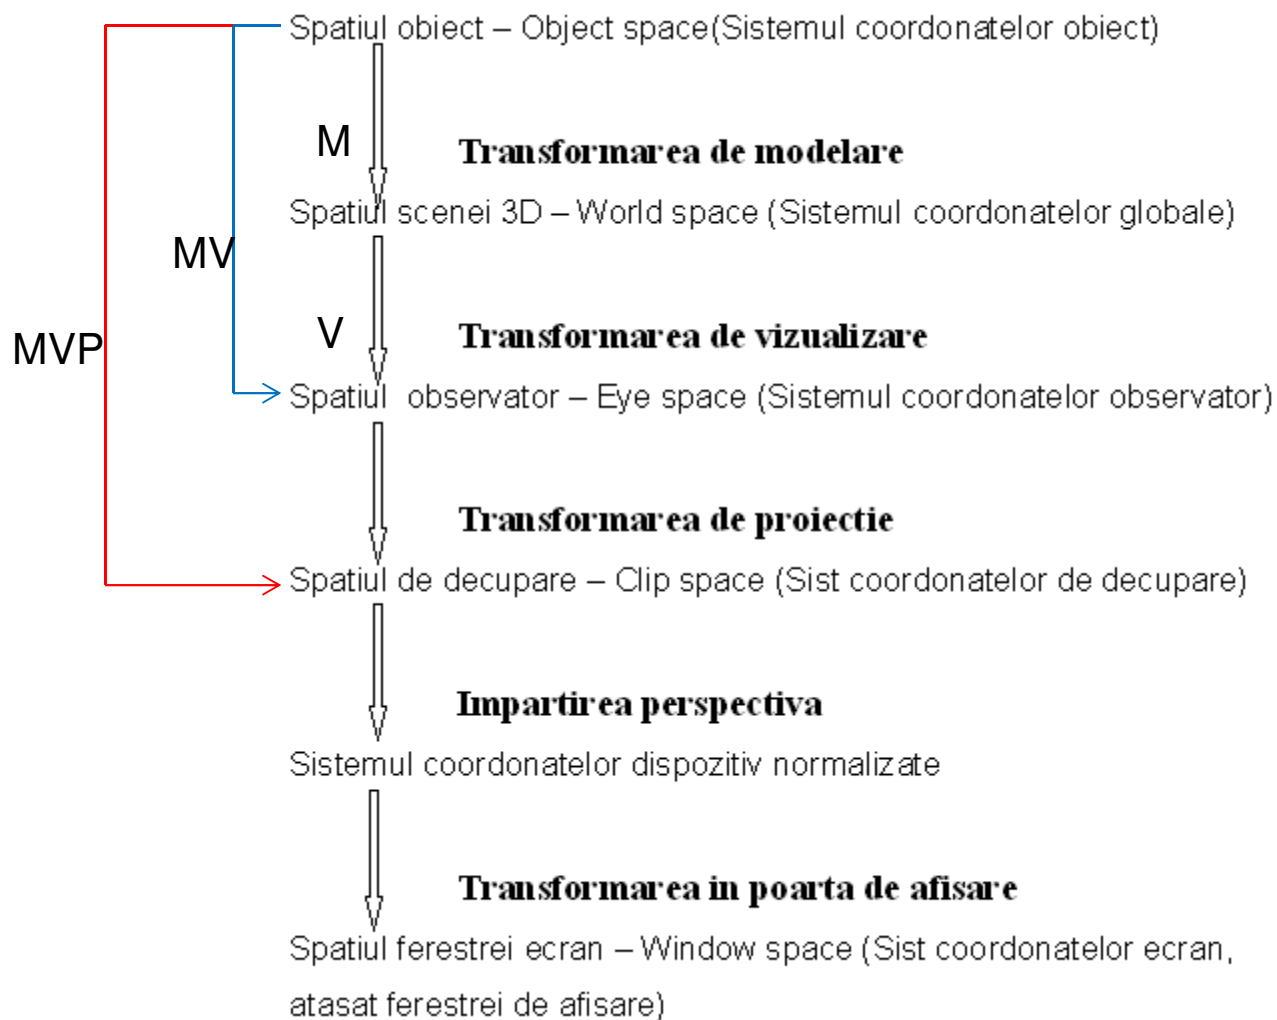 Spatiul obiect – Object space(Sistemul coordonatelor obiect)
M
Transformarea de modelare
Spatiul scenei 3D – World space (Sistemul coordonatelor globale)
MV
V
Transformarea de vizualizare
MVP
Spatiul observator – Eye space (Sistemul coordonatelor observator)
Transformarea de proiectie
Spatiul de decupare – Clip space (Sist coordonatelor de decupare)
Impartirea perspectiva
Sistemul coordonatelor dispozitiv normalizate
Transformarea in poarta de afisare
Spatiul ferestrei ecran – Window space (Sist coordonatelor ecran,
atasat ferestrei de afisare)